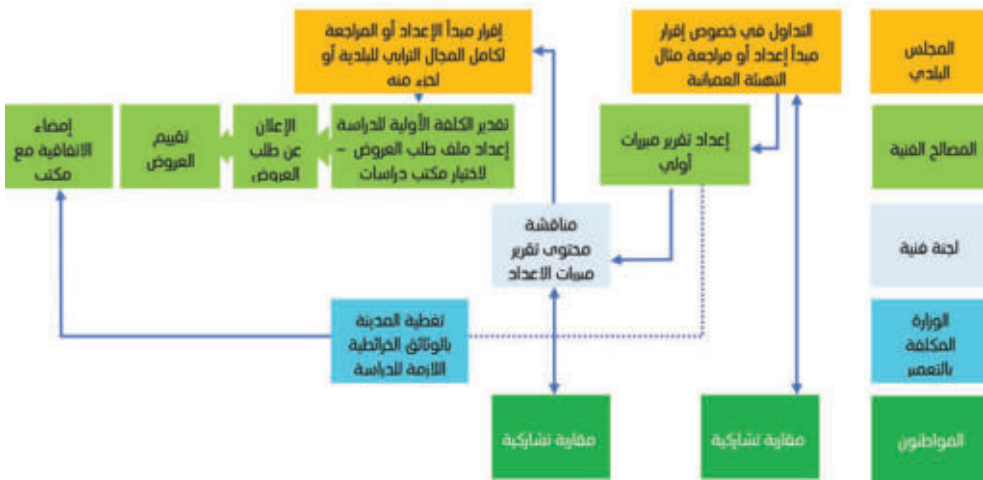 المجلس
البلدي
التداول في خصوص إقرار
مبدأ إعداد أو مراجعة مثال
التهيئة العمرانية
إقرار مبدأ الإعداد أو المراجعة
لكامل المجال الترابي للبلدية أو
لجزء منه
المصالح الفنية
إعداد تقرير مبررات
أولي
تقدير الكلفة الأولية للدراسة
إعداد ملف طلب العروض –
لاختيار مكتب دراسات
الإعلان
عن طلب
العروض
تقييم
العروض
إمضاء
الاتفاقية مع
مكتب
لجنة فنية
مناقشة
محتوى تقرير
مبررات الاعداد
الوزارة
المكلفة
بالتعمير
تغطية المدينة
بالوثائق الخرائطية
اللازمة للدراسة
المواطنون
مقاربة تشاركية
مقاربة تشاركية